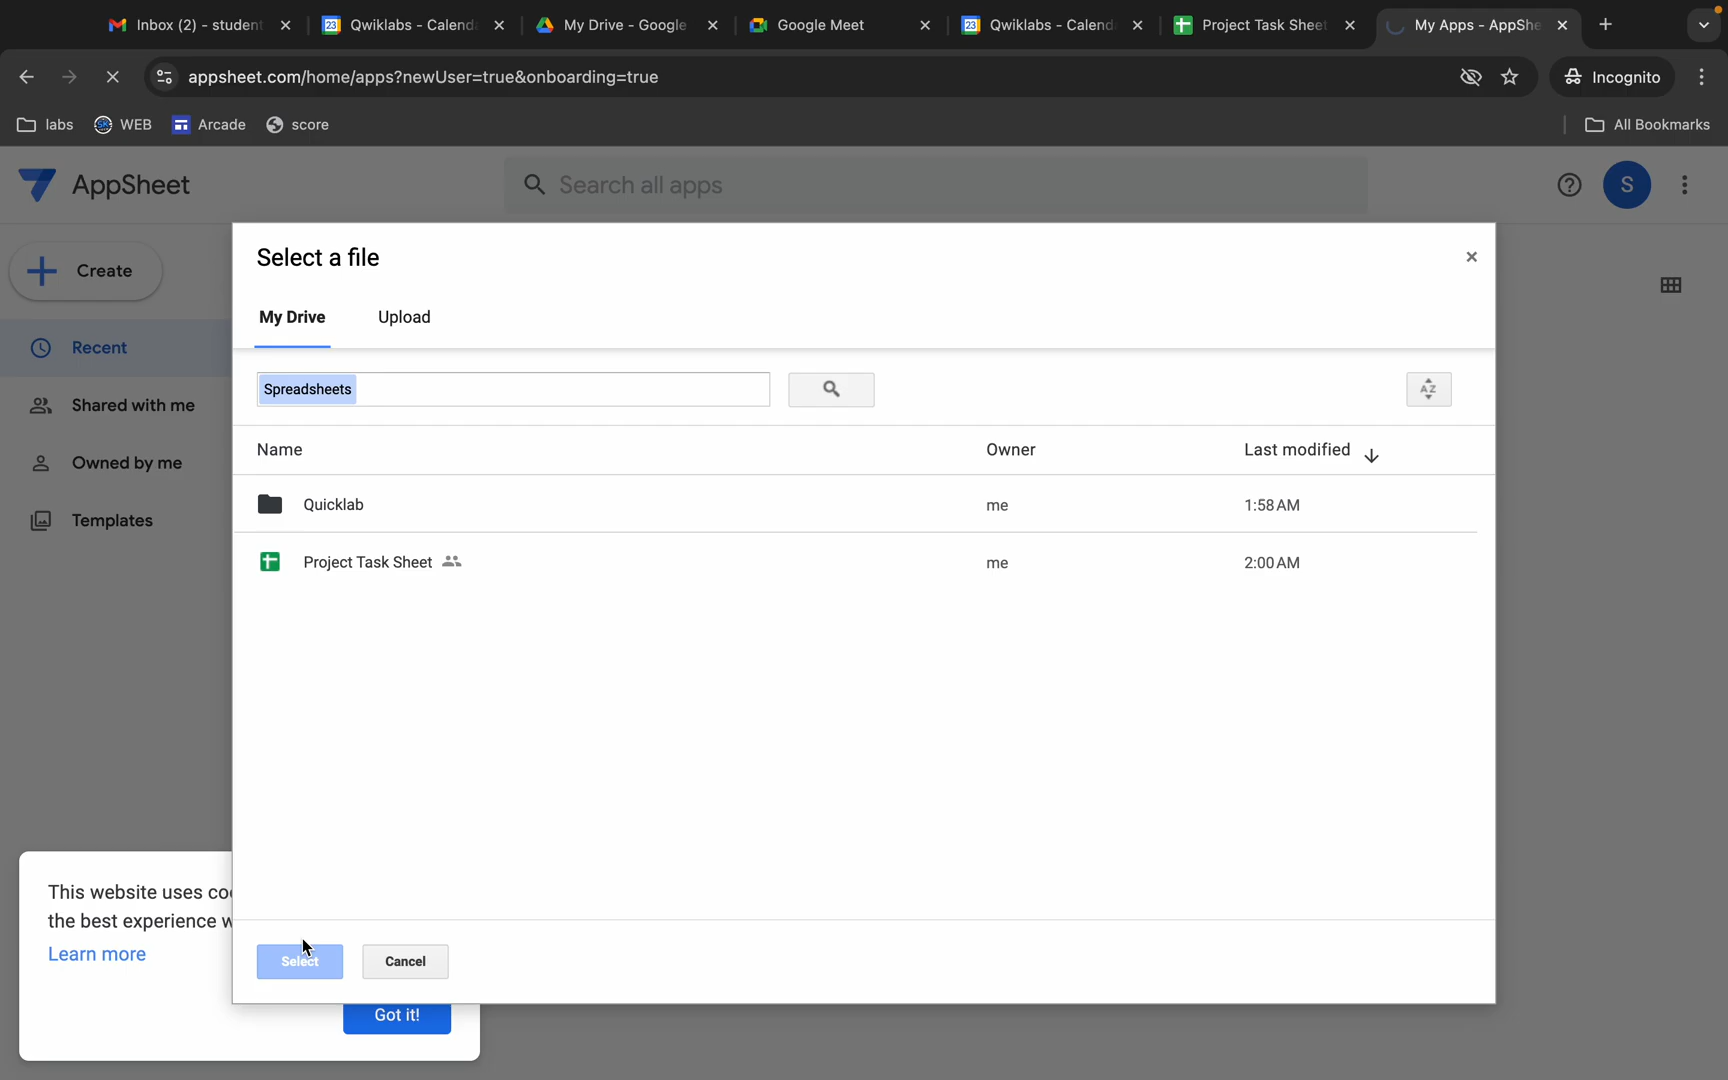 Inbox (2) - student
Qwiklabs - Calenda
My Drive - Google
Google Meet
Qwiklabs - Calend
Project Task Sheet
My Apps - AppShe
appsheet.com/home/apps?newUser=true&onboarding=true
Incognito
labs
WEB
Arcade
score
All Bookmarks
AppSheet
Search all apps
S
Create
Recent
Shared with me
Owned by me
Templates
Select a file
My Drive
Upload
Spreadsheets
AZ
Name
Owner
Last modified
Quicklab
me
1:58 AM
Project Task Sheet
me
2:00 AM
Select
Cancel
This website uses coo
the best experience w
Learn more
Got it!